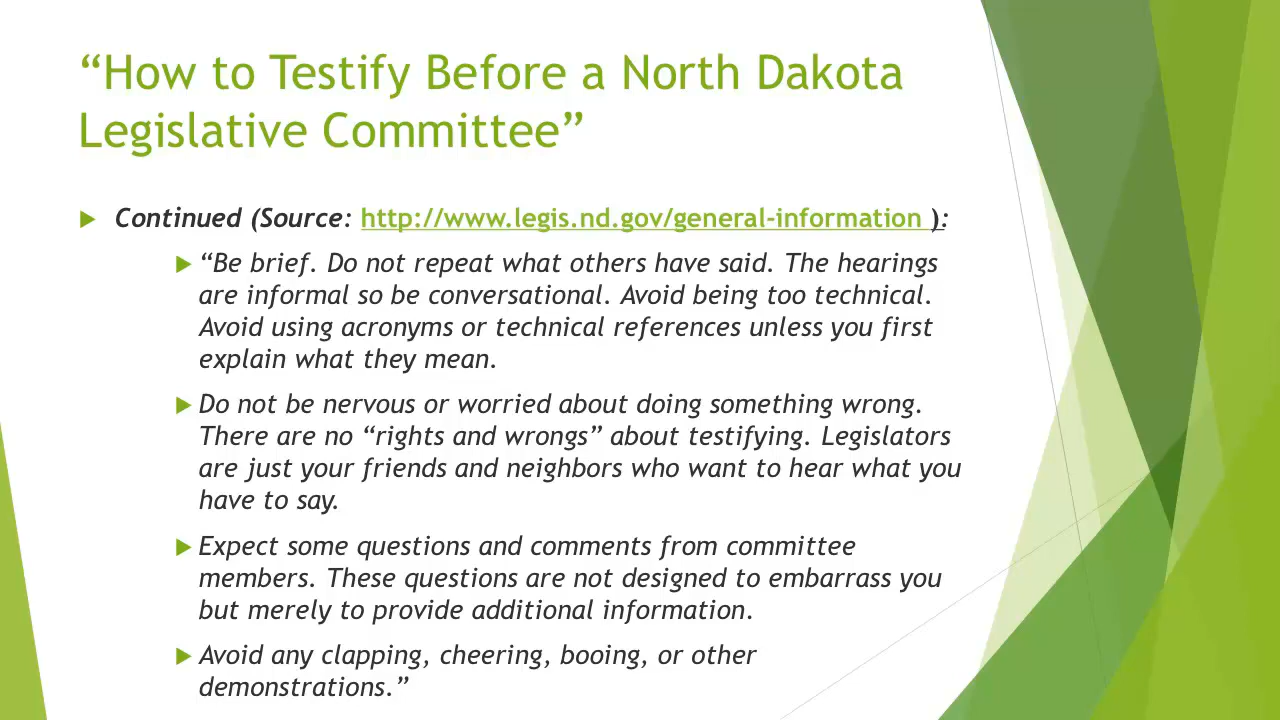 “How to Testify Before a North Dakota
Legislative Committee”
Continued (Source: http://www.legis.nd.gov/general-information ):
“Be brief. Do not repeat what others have said. The hearings
are informal so be conversational. Avoid being too technical.
Avoid using acronyms or technical references unless you first
explain what they mean.
Do not be nervous or worried about doing something wrong.
There are no “rights and wrongs” about testifying. Legislators
are just your friends and neighbors who want to hear what you
have to say.
Expect some questions and comments from committee
members. These questions are not designed to embarrass you
but merely to provide additional information.
Avoid any clapping, cheering, booing, or other
demonstrations.”